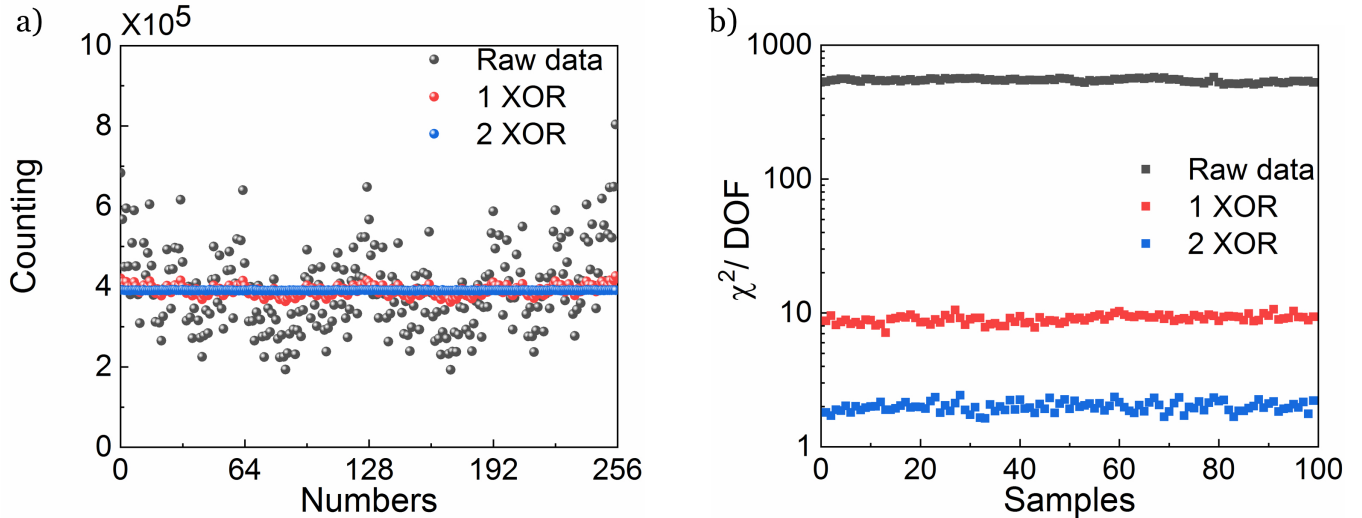 a)
X10⁵
10
8
6
4
2
0
Counting
0 64 128 192 256
Numbers
Raw data
1 XOR
2 XOR
b)
1000
100
10
1
χ²/ DOF
0 20 40 60 80 100
Samples
Raw data
1 XOR
2 XOR